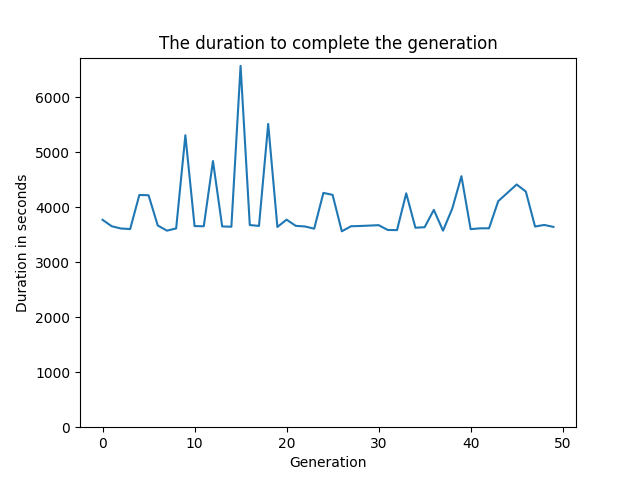 The duration to complete the generation
Duration in seconds
6000
5000
4000
3000
2000
1000
0
0 10 20 30 40 50
Generation